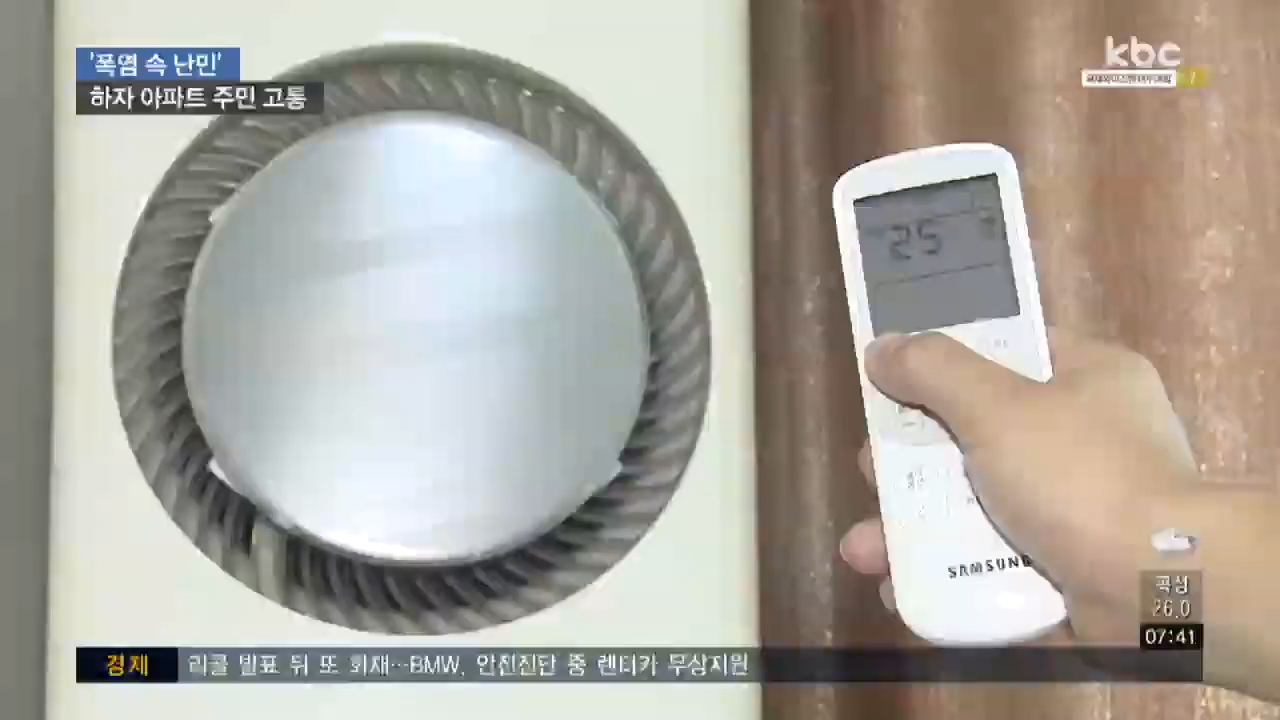 '폭염 속 난민'
하자 아파트 주민 고통
kbc
25
SAMSUNG
곡성
26.0
07:41
경제
리콜 발표 뒤 또 화재…BMW, 안전진단 중 렌터카 무상지원